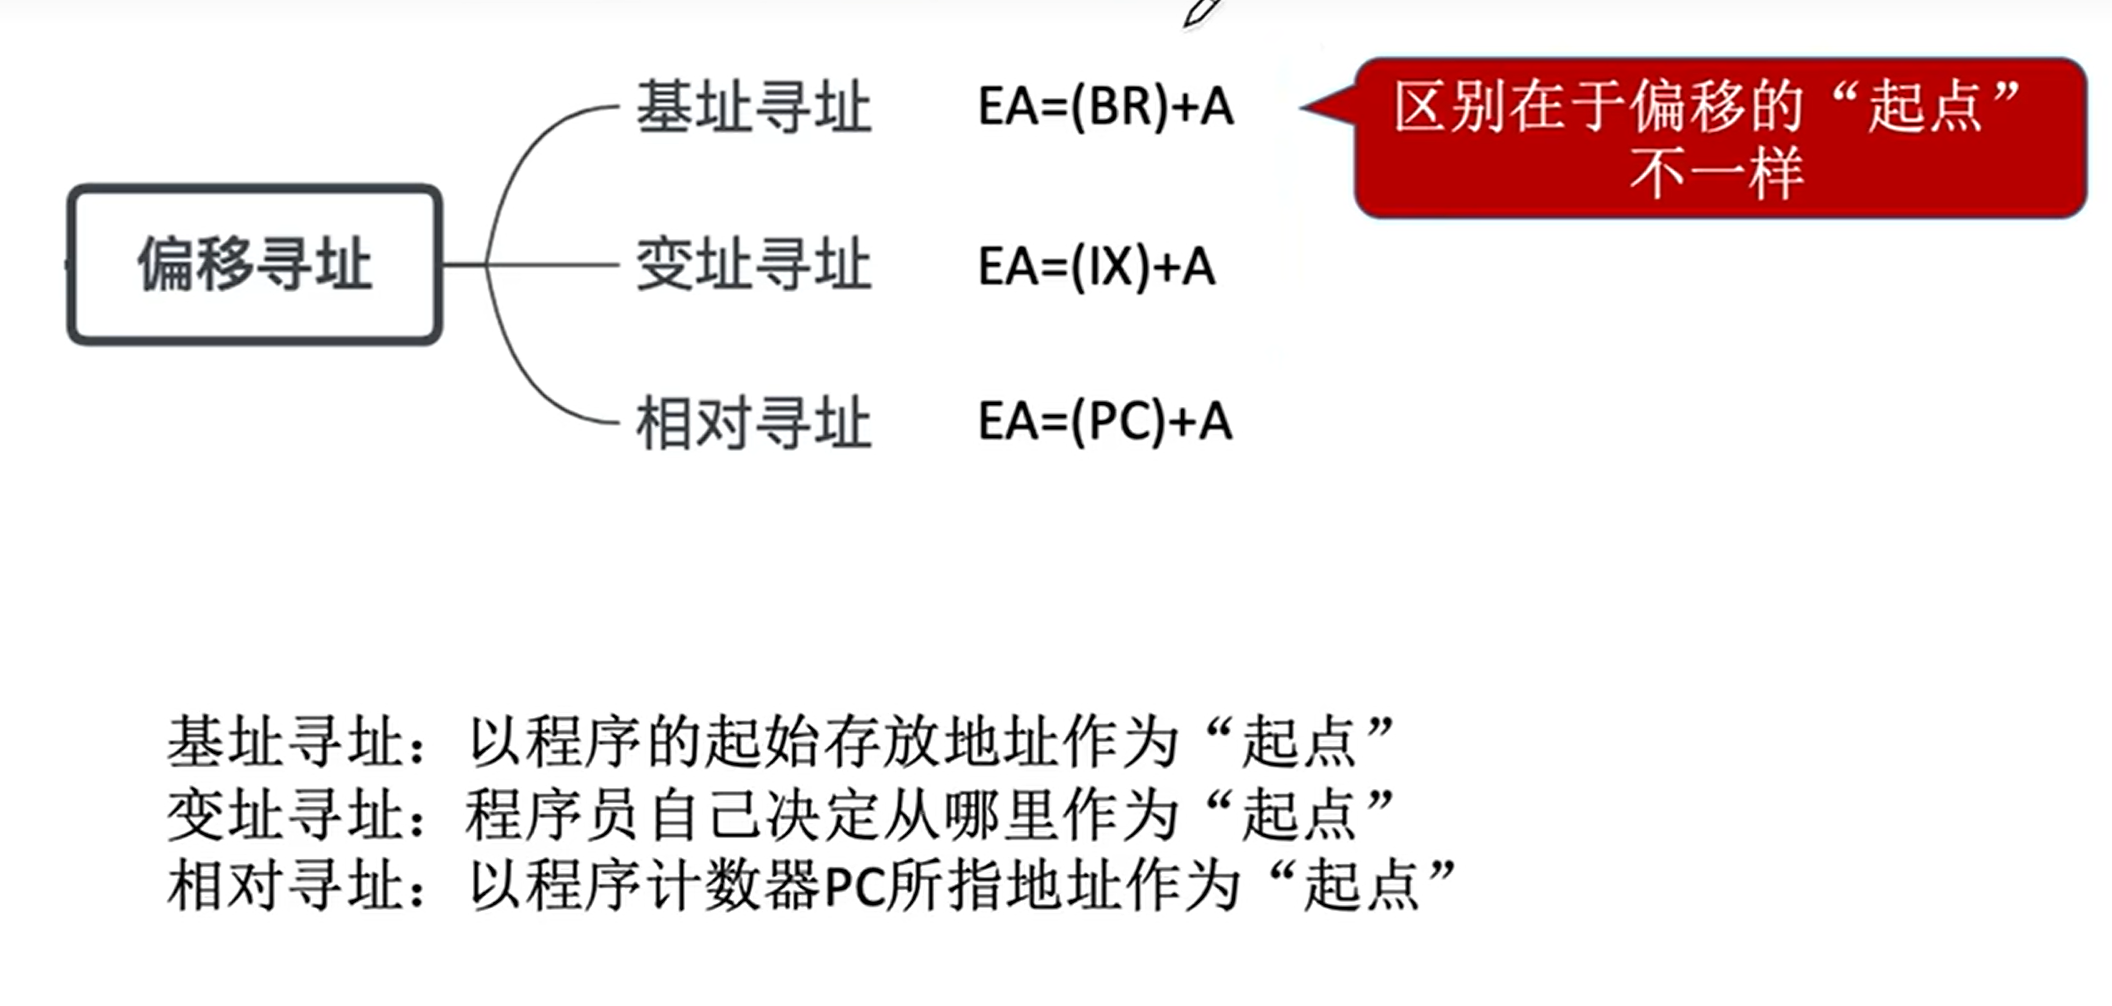 偏移寻址
基址寻址 EA=(BR)+A
区别在于偏移的“起点”
不一样
变址寻址 EA=(IX)+A
相对寻址 EA=(PC)+A
基址寻址：以程序的起始存放地址作为“起点”
变址寻址：程序员自己决定从哪里作为“起点”
相对寻址：以程序计数器PC所指地址作为“起点”